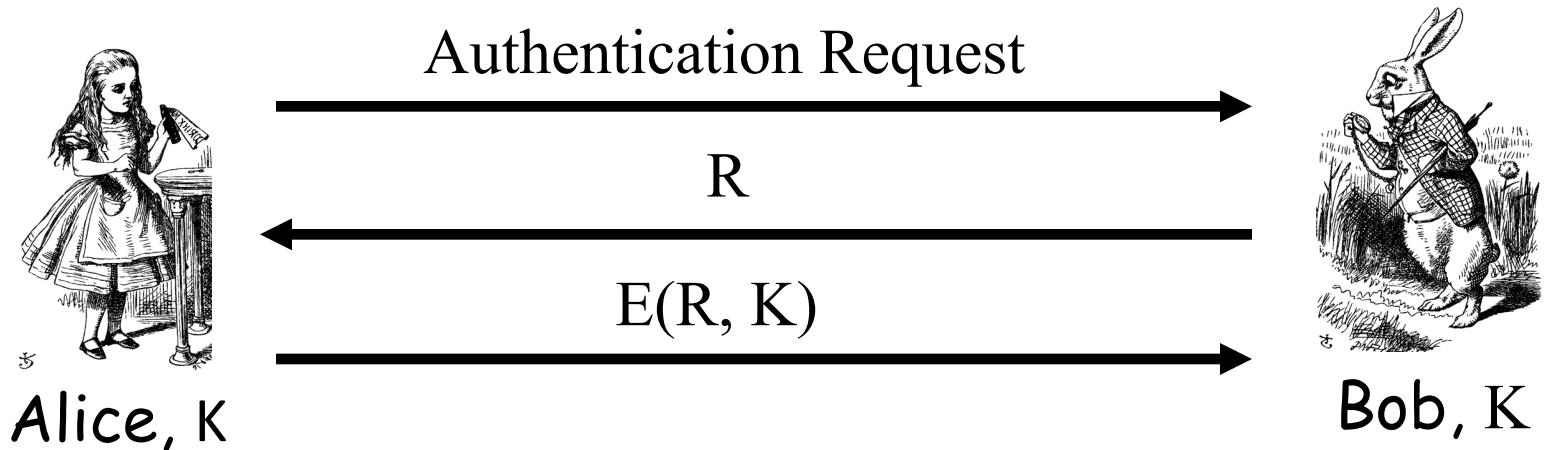 Authentication Request
R
E(R, K)
Alice, K
Bob, K